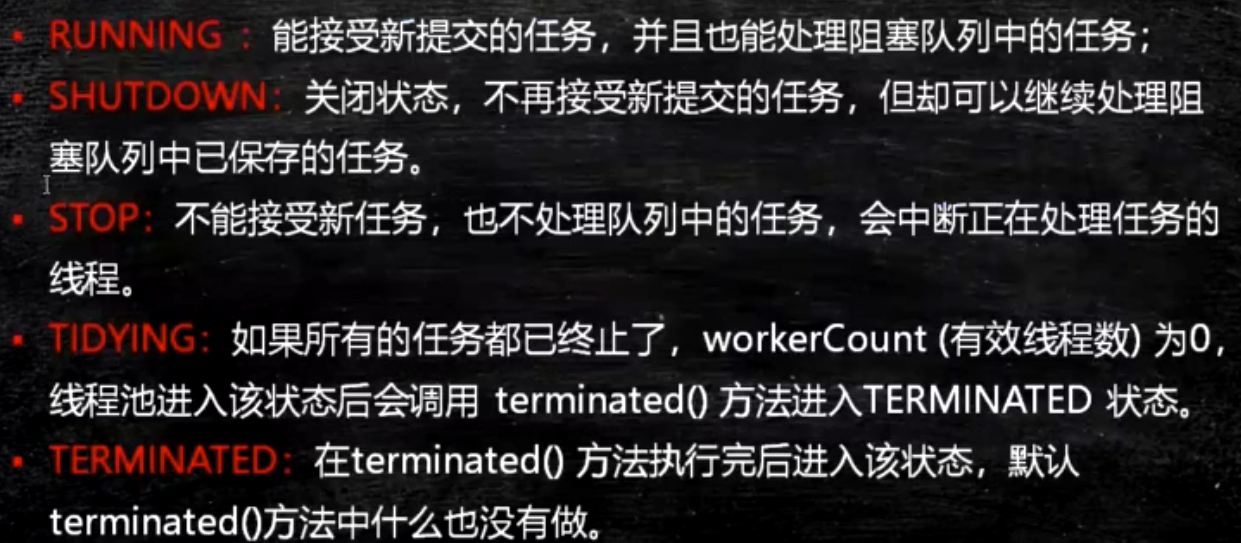 ▪ RUNNING ：能接受新提交的任务，并且也能处理阻塞队列中的任务；
▪ SHUTDOWN：关闭状态，不再接受新提交的任务，但却可以继续处理阻
塞队列中已保存的任务。
▪ STOP：不能接受新任务，也不处理队列中的任务，会中断正在处理任务的
线程。
▪ TIDYING：如果所有的任务都已终止了，workerCount (有效线程数) 为0，
线程池进入该状态后会调用 terminated() 方法进入TERMINATED 状态。
▪ TERMINATED：在terminated() 方法执行完后进入该状态，默认
terminated()方法中什么也没有做。